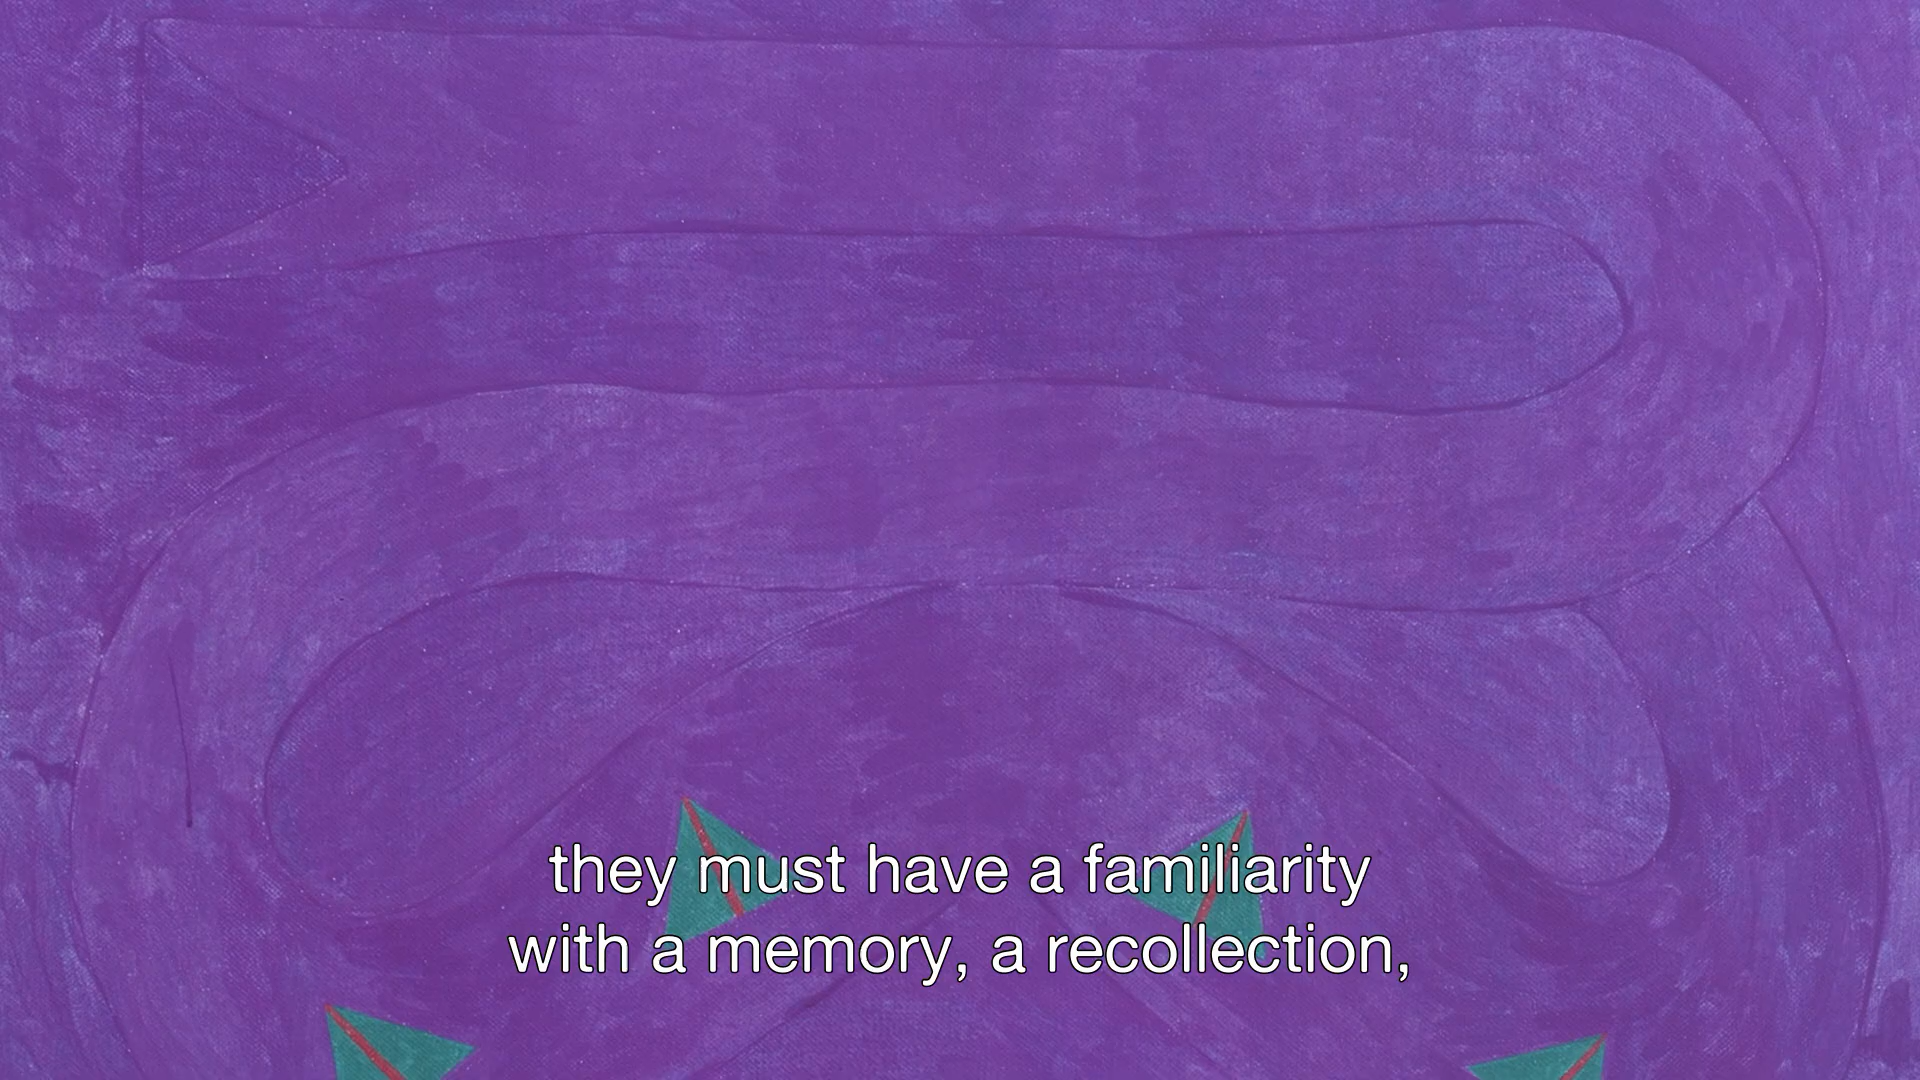 they must have a familiarity
with a memory, a recollection,